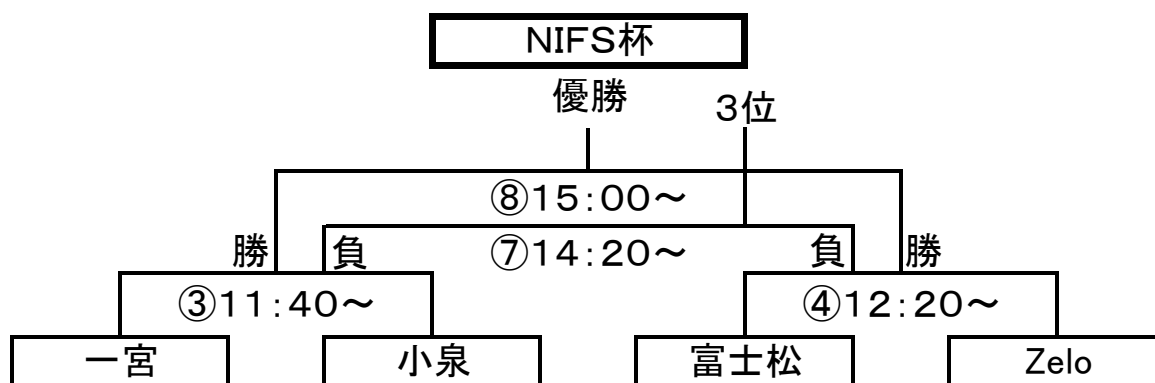 NIFS杯
優勝
3位
⑧15:00~
勝 負 ⑦14:20~ 負 勝
③11:40~ ④12:20~
一宮 小泉 富士松 Zelo